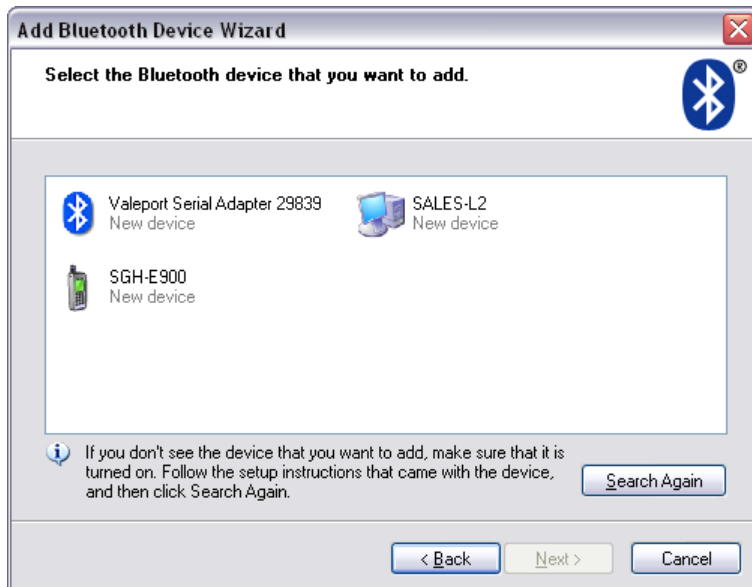 Add Bluetooth Device Wizard
Select the Bluetooth device that you want to add.
®
Valeport Serial Adapter 29839
New device
SALES-L2
New device
SGH-E900
New device
If you don't see the device that you want to add, make sure that it is
turned on. Follow the setup instructions that came with the device,
and then click Search Again.
Search Again
< Back
Next >
Cancel